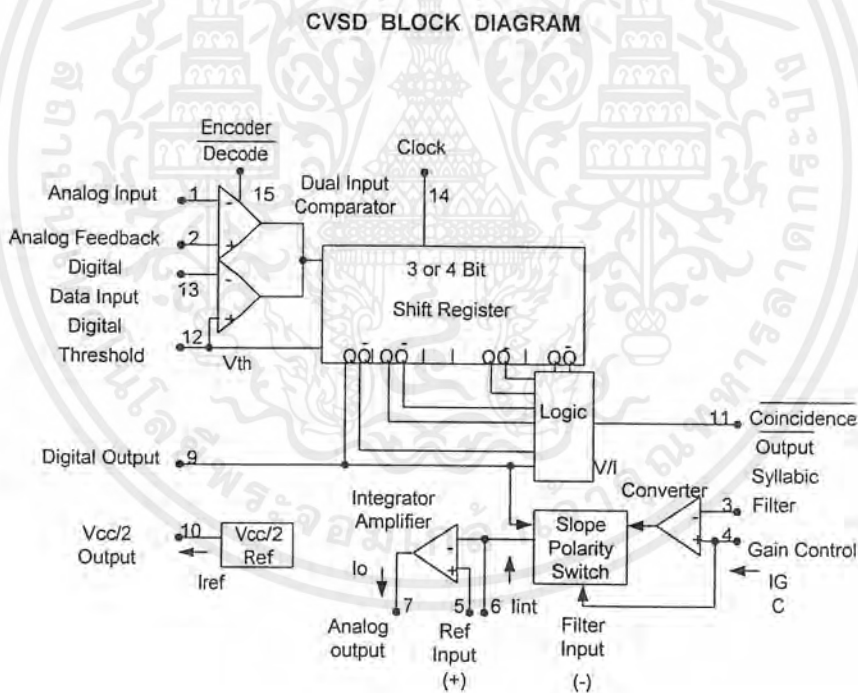 CVSD BLOCK DIAGRAM
Encoder
Decode
Clock
Analog Input
1
15
Dual Input
Comparator
14
-
Analog Feedback
2
+
Digital
13
-
Data Input
Digital
12
+
Threshold
Vth
3 or 4 Bit
Shift Register
Q Q̄
Q Q̄
Q Q̄
Q Q̄
Logic
11
Coincidence
Output
Digital Output
9
V/I
Syllabic
Converter
3
Filter
-
4
+
Gain Control
IG
C
Integrator
Amplifier
Slope
Polarity
Switch
Vcc/2
Output
10
Vcc/2
Ref
Iref
Io
-
+
7
5
6
Iint
Analog
output
Ref
Input
(+)
Filter
Input
(-)